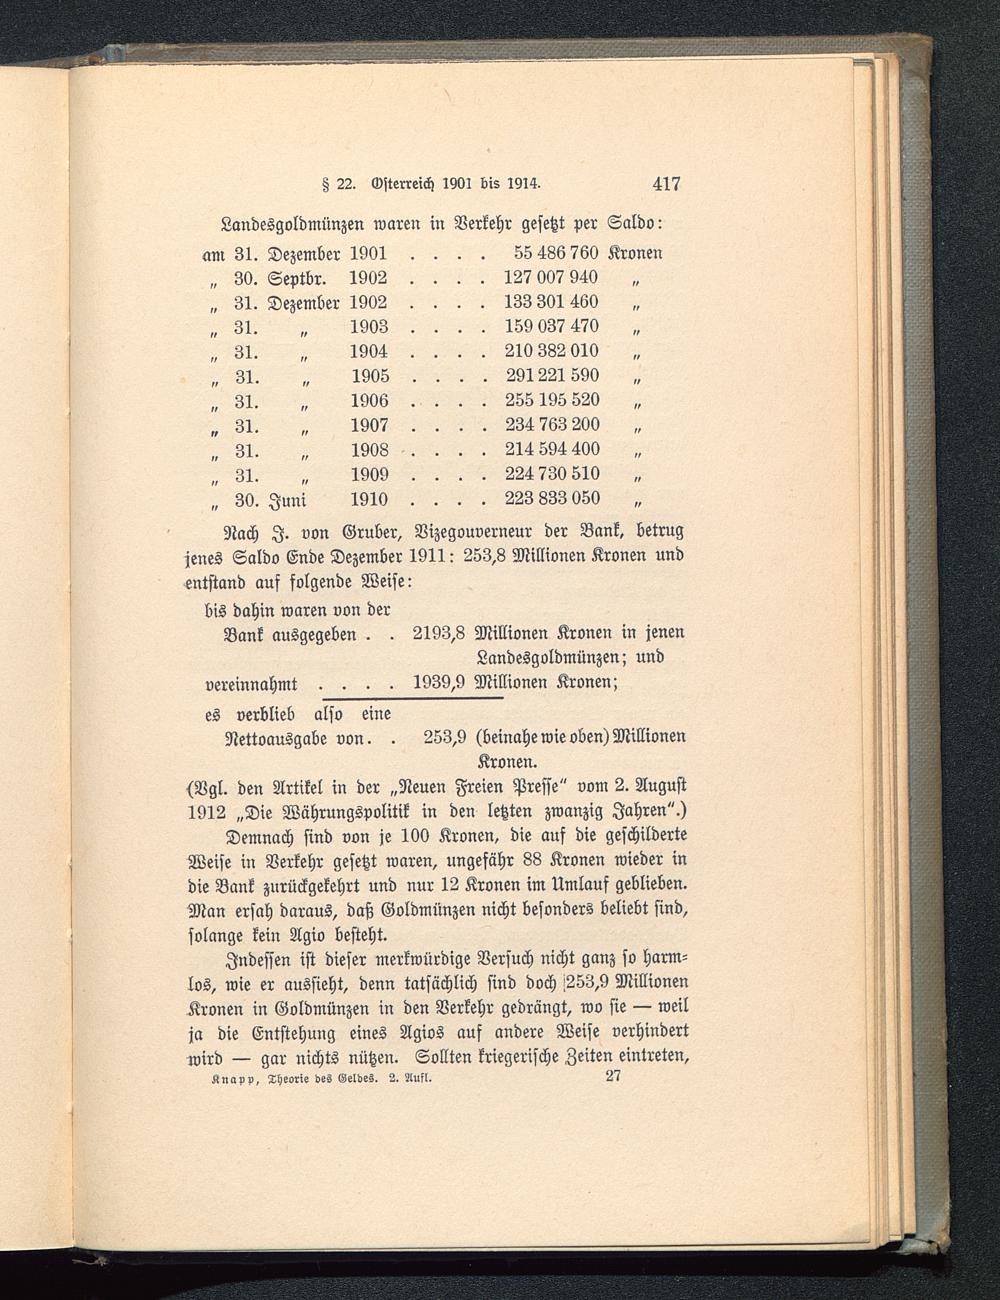 § 22. Österreich 1901 bis 1914. 417
Landesgoldmünzen waren in Verkehr gesetzt per Saldo:
am 31. Dezember 1901 . . . . 55 486 760 Kronen
„ 30. Septbr. 1902 . . . . 127 007 940 „
„ 31. Dezember 1902 . . . . 133 301 460 „
„ 31. „ 1903 . . . . 159 037 470 „
„ 31. „ 1904 . . . . 210 382 010 „
„ 31. „ 1905 . . . . 291 221 590 „
„ 31. „ 1906 . . . . 255 195 520 „
„ 31. „ 1907 . . . . 234 763 200 „
„ 31. „ 1908 . . . . 214 594 400 „
„ 31. „ 1909 . . . . 224 730 510 „
„ 30. Juni 1910 . . . . 223 833 050 „
Nach J. von Gruber, Vizegouverneur der Bank, betrug
jenes Saldo Ende Dezember 1911: 253,8 Millionen Kronen und
entstand auf folgende Weise:
bis dahin waren von der
Bank ausgegeben . . 2193,8 Millionen Kronen in jenen
Landesgoldmünzen; und
vereinnahmt . . . . 1939,9 Millionen Kronen;
es verblieb also eine
Nettoausgabe von . . 253,9 (beinahe wie oben) Millionen
Kronen.
(Vgl. den Artikel in der „Neuen Freien Presse“ vom 2. August
1912 „Die Währungspolitik in den letzten zwanzig Jahren“.)
Demnach sind von je 100 Kronen, die auf die geschilderte
Weise in Verkehr gesetzt waren, ungefähr 88 Kronen wieder in
die Bank zurückgekehrt und nur 12 Kronen im Umlauf geblieben.
Man ersah daraus, daß Goldmünzen nicht besonders beliebt sind,
solange kein Agio besteht.
Indessen ist dieser merkwürdige Versuch nicht ganz so harm-
los, wie er aussieht, denn tatsächlich sind doch 253,9 Millionen
Kronen in Goldmünzen in den Verkehr gedrängt, wo sie — weil
ja die Entstehung eines Agios auf andere Weise verhindert
wird — gar nichts nützen. Sollten kriegerische Zeiten eintreten,
Knapp, Theorie des Geldes. 2. Aufl. 27